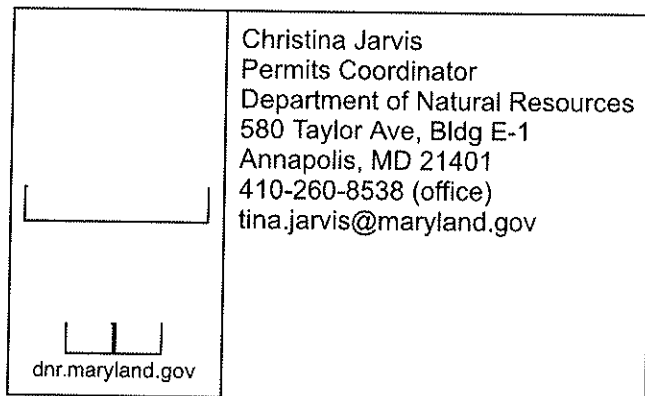 Christina Jarvis
Permits Coordinator
Department of Natural Resources
580 Taylor Ave, Bldg E-1
Annapolis, MD 21401
410-260-8538 (office)
tina.jarvis@maryland.gov
dnr.maryland.gov